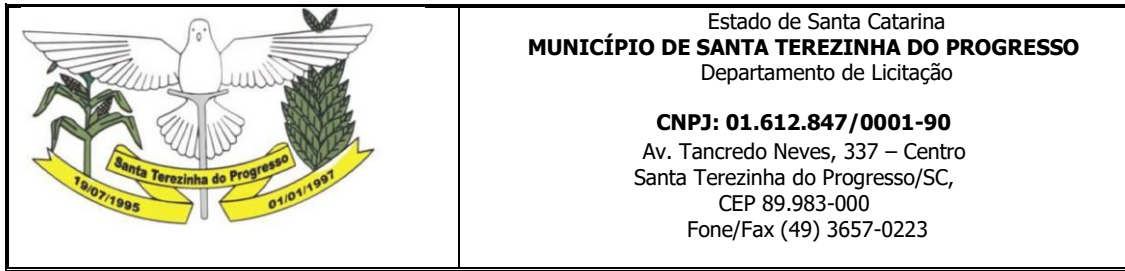 Santa Terezinha do Progresso
19/07/1995
01/01/1997
Estado de Santa Catarina
MUNICÍPIO DE SANTA TEREZINHA DO PROGRESSO
Departamento de Licitação
CNPJ: 01.612.847/0001-90
Av. Tancredo Neves, 337 – Centro
Santa Terezinha do Progresso/SC,
CEP 89.983-000
Fone/Fax (49) 3657-0223